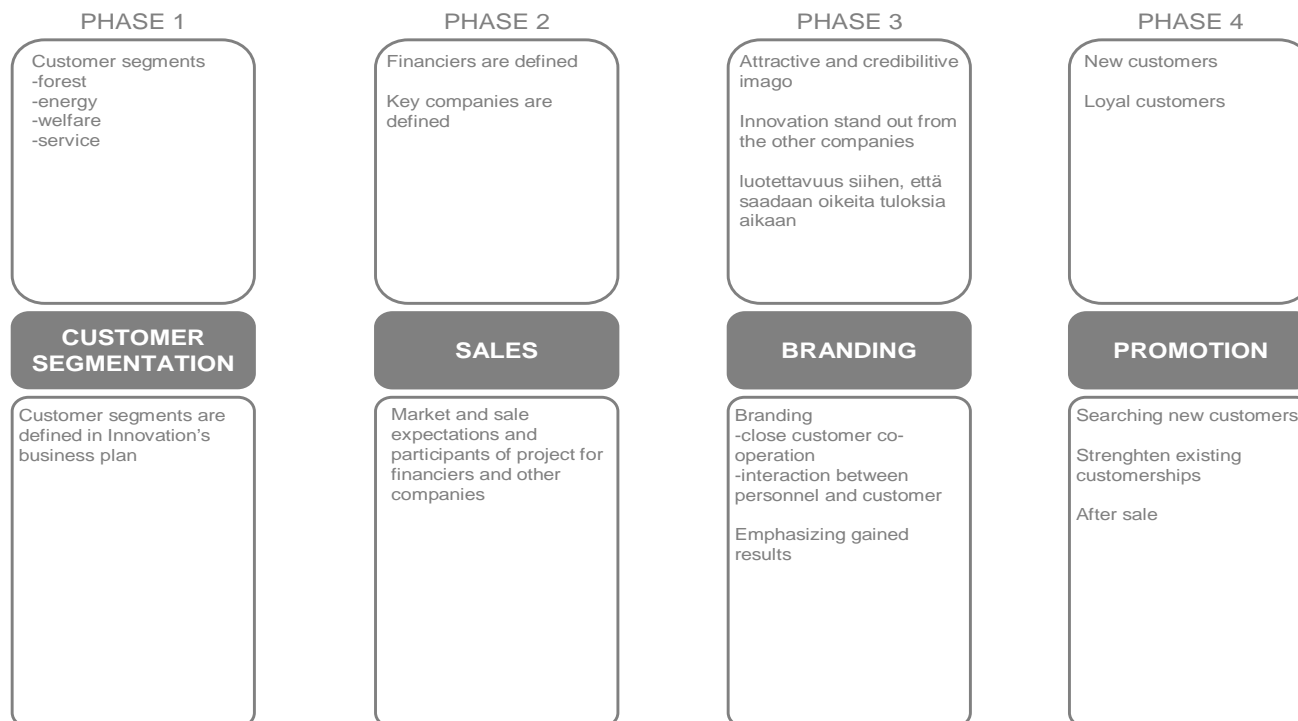 PHASE 1
Customer segments
-forest
-energy
-welfare
-service
CUSTOMER
SEGMENTATION
Customer segments are
defined in Innovation's
business plan
PHASE 2
Financiers are defined
Key companies are
defined
SALES
Market and sale
expectations and
participants of project for
financiers and other
companies
PHASE 3
Attractive and credibilitive
imago
Innovation stand out from
the other companies
luotettavuus siihen, että
saadaan oikeita tuloksia
aikaan
BRANDING
Branding
-close customer co-
operation
-interaction between
personnel and customer
Emphasizing gained
results
PHASE 4
New customers
Loyal customers
PROMOTION
Searching new customers
Strenghten existing
customerships
After sale